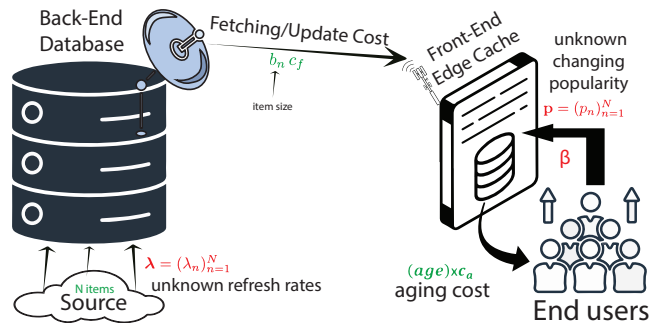 Back-End
Database
Fetching/Update Cost
b_n c_f
item size
Front-End
Edge Cache
unknown
changing
popularity
p = (p_n)_{n=1}^N
β
λ = (λ_n)_{n=1}^N
unknown refresh rates
N items
Source
(age)×c_a
aging cost
End users